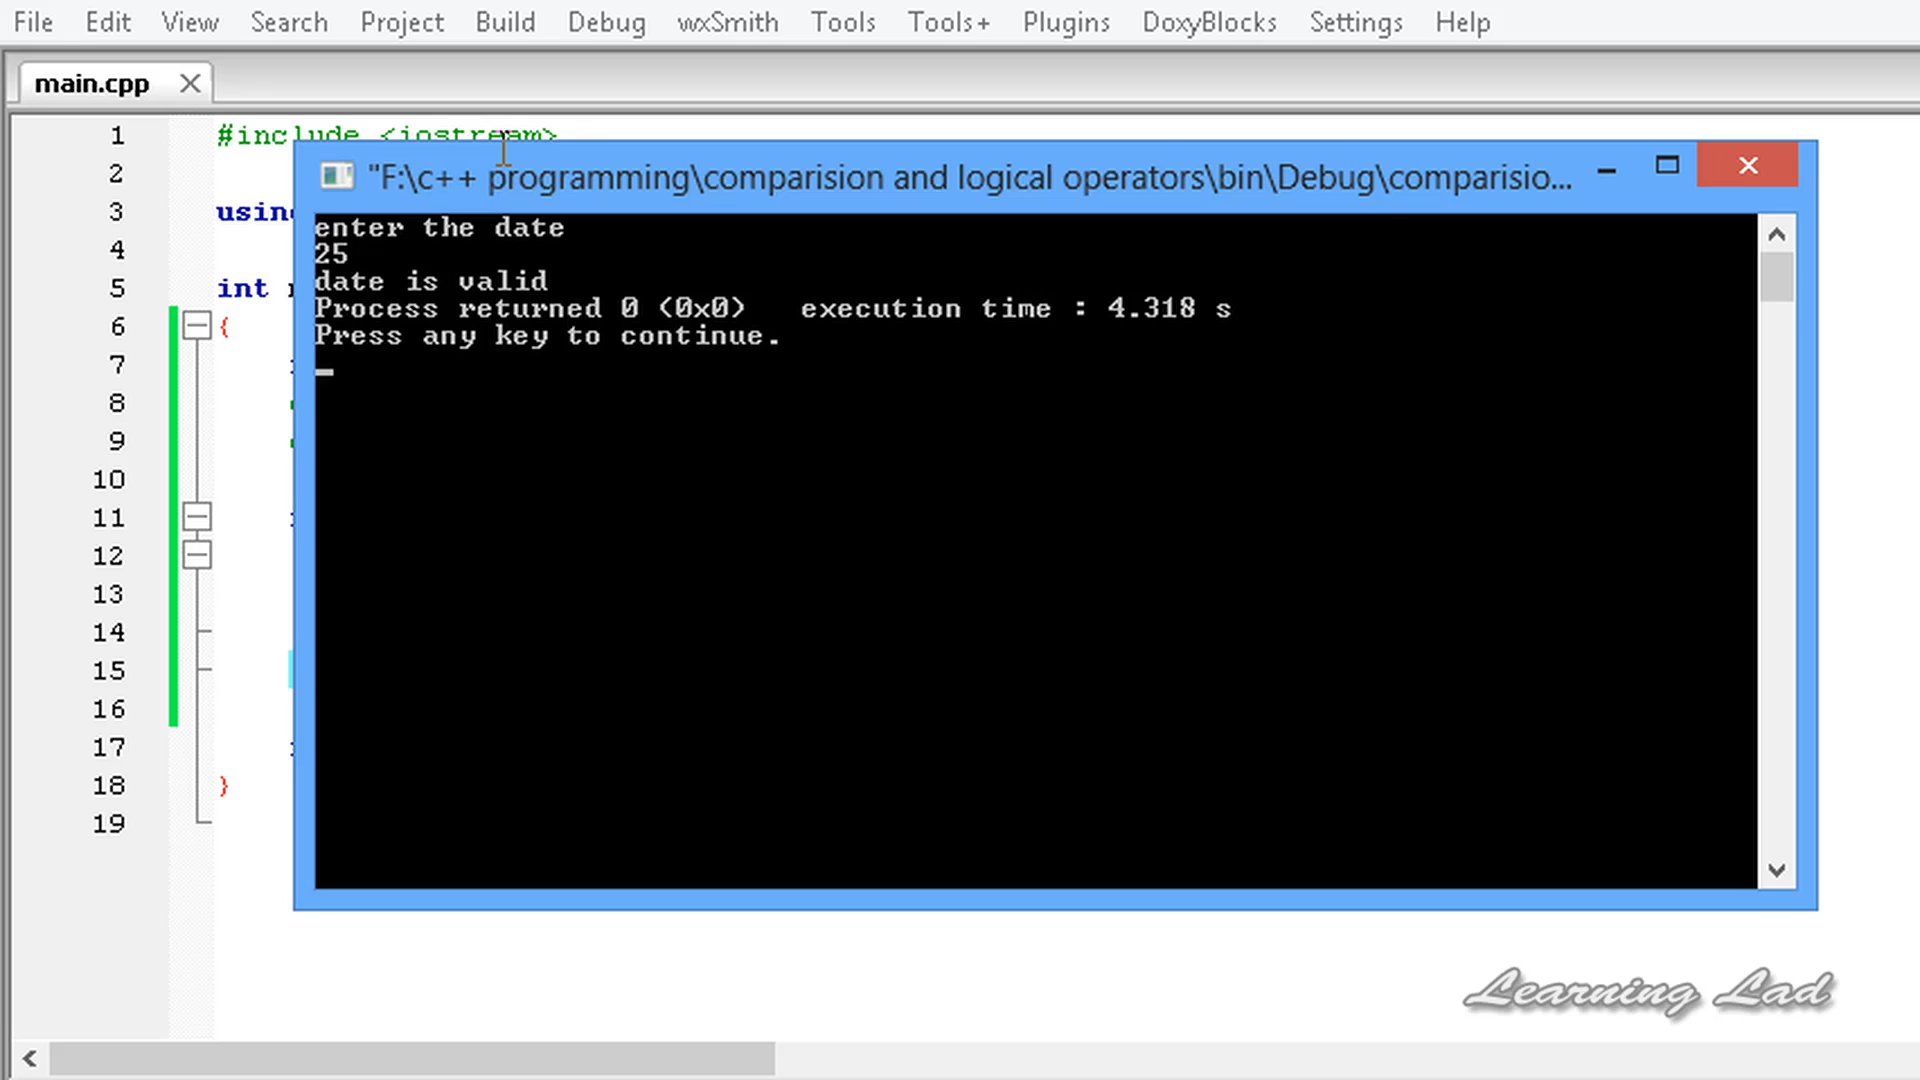 File Edit View Search Project Build Debug wxSmith Tools Tools+ Plugins DoxyBlocks Settings Help
main.cpp
1 #include <iostream>
"F:\c++ programming\comparision and logical operators\bin\Debug\comparisio...
2
3 usin
enter the date
4
25
date is valid
5 int
Process returned 0 (0x0) execution time : 4.318 s
6 {
Press any key to continue.
7
8
9
10
11
12
13
14
15
16
17
18 }
19
Learning Lad